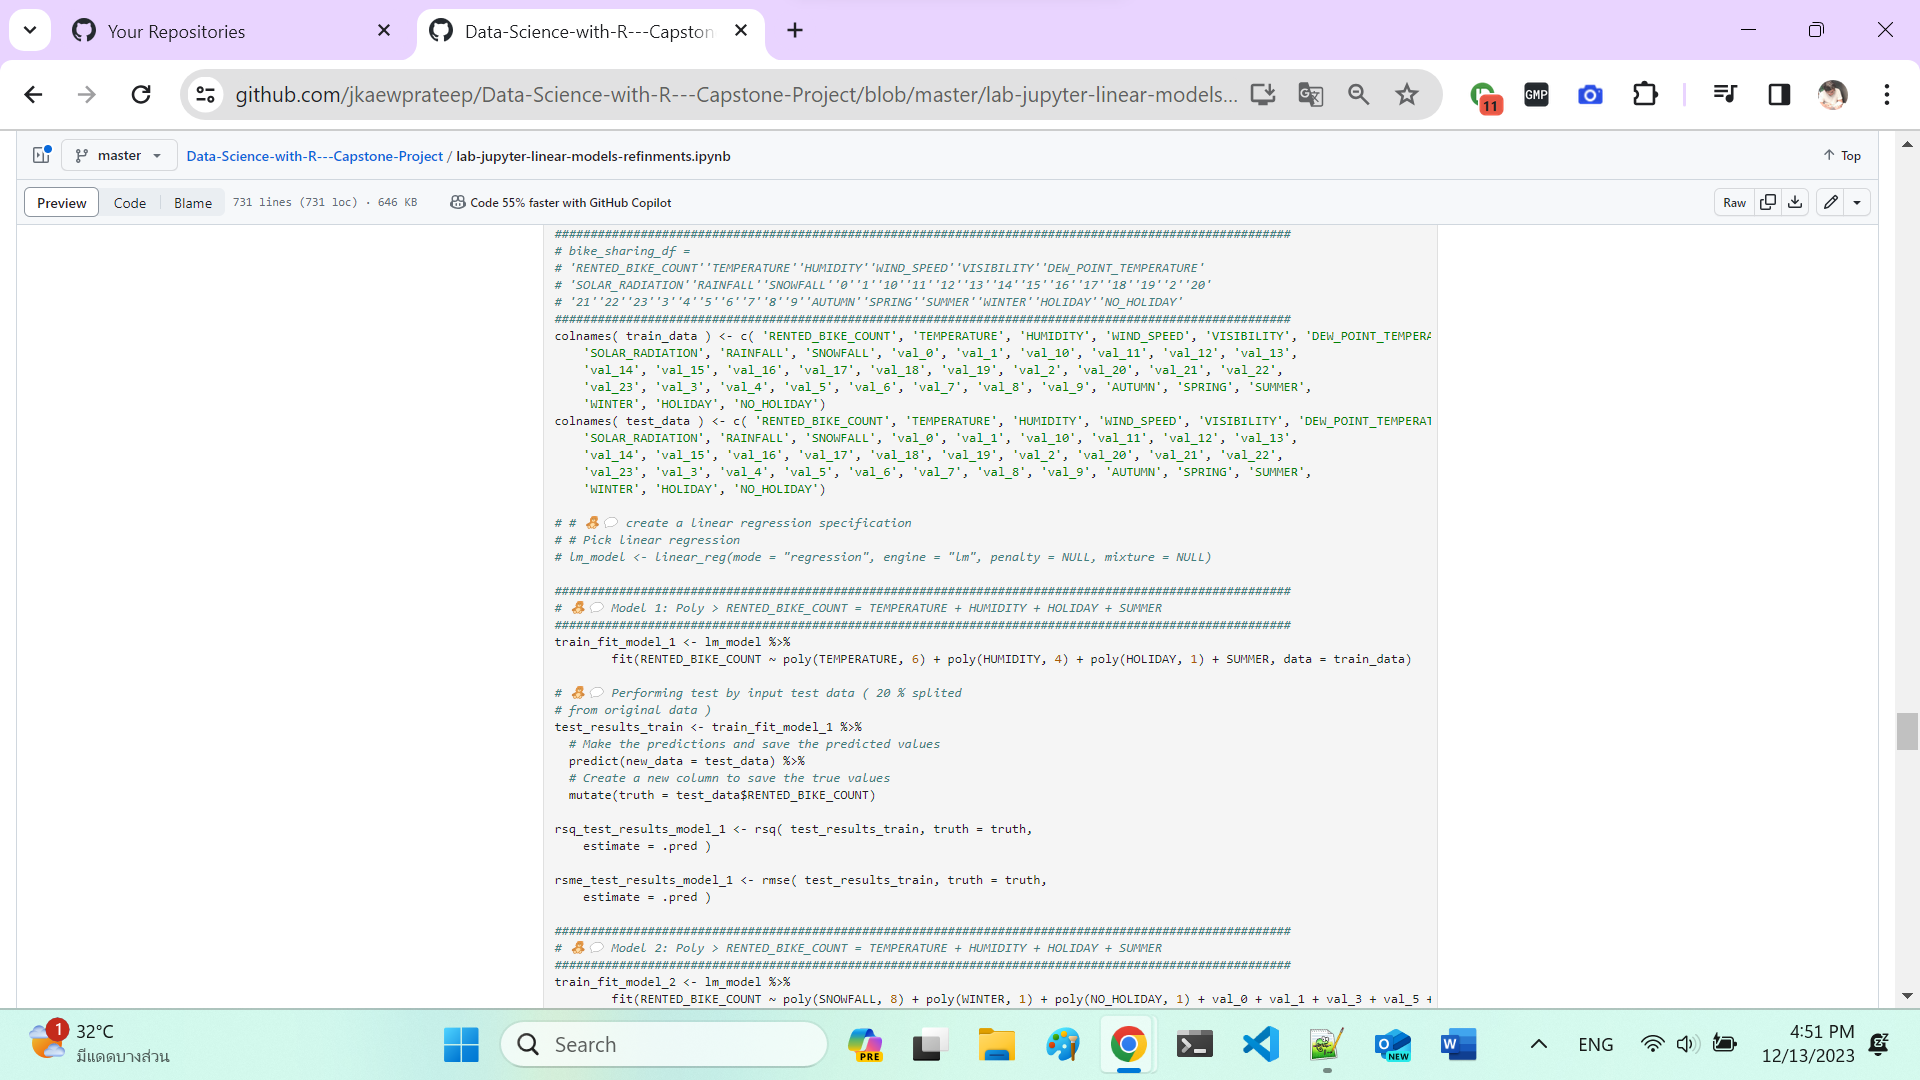 Your Repositories
Data-Science-with-R---Capston
github.com/jkaewprateep/Data-Science-with-R---Capstone-Project/blob/master/lab-jupyter-linear-models...
11
GMP
master
Data-Science-with-R---Capstone-Project / lab-jupyter-linear-models-refinments.ipynb
Top
Preview Code Blame 731 lines (731 loc) · 646 KB Code 55% faster with GitHub Copilot
Raw
#######################################################################################################
# bike_sharing_df =
# 'RENTED_BIKE_COUNT''TEMPERATURE''HUMIDITY''WIND_SPEED''VISIBILITY''DEW_POINT_TEMPERATURE'
# 'SOLAR_RADIATION''RAINFALL''SNOWFALL''0''1''10''11''12''13''14''15''16''17''18''19''2''20'
# '21''22''23''3''4''5''6''7''8''9''AUTUMN''SPRING''SUMMER''WINTER''HOLIDAY''NO_HOLIDAY'
#######################################################################################################
colnames( train_data ) <- c( 'RENTED_BIKE_COUNT', 'TEMPERATURE', 'HUMIDITY', 'WIND_SPEED', 'VISIBILITY', 'DEW_POINT_TEMPERA
'SOLAR_RADIATION', 'RAINFALL', 'SNOWFALL', 'val_0', 'val_1', 'val_10', 'val_11', 'val_12', 'val_13',
'val_14', 'val_15', 'val_16', 'val_17', 'val_18', 'val_19', 'val_2', 'val_20', 'val_21', 'val_22',
'val_23', 'val_3', 'val_4', 'val_5', 'val_6', 'val_7', 'val_8', 'val_9', 'AUTUMN', 'SPRING', 'SUMMER',
'WINTER', 'HOLIDAY', 'NO_HOLIDAY')
colnames( test_data ) <- c( 'RENTED_BIKE_COUNT', 'TEMPERATURE', 'HUMIDITY', 'WIND_SPEED', 'VISIBILITY', 'DEW_POINT_TEMPERAT
'SOLAR_RADIATION', 'RAINFALL', 'SNOWFALL', 'val_0', 'val_1', 'val_10', 'val_11', 'val_12', 'val_13',
'val_14', 'val_15', 'val_16', 'val_17', 'val_18', 'val_19', 'val_2', 'val_20', 'val_21', 'val_22',
'val_23', 'val_3', 'val_4', 'val_5', 'val_6', 'val_7', 'val_8', 'val_9', 'AUTUMN', 'SPRING', 'SUMMER',
'WINTER', 'HOLIDAY', 'NO_HOLIDAY')
# # 🧸💬 create a linear regression specification
# # Pick linear regression
# lm_model <- linear_reg(mode = "regression", engine = "lm", penalty = NULL, mixture = NULL)
#######################################################################################################
# 🧸💬 Model 1: Poly > RENTED_BIKE_COUNT = TEMPERATURE + HUMIDITY + HOLIDAY + SUMMER
#######################################################################################################
train_fit_model_1 <- lm_model %>%
fit(RENTED_BIKE_COUNT ~ poly(TEMPERATURE, 6) + poly(HUMIDITY, 4) + poly(HOLIDAY, 1) + SUMMER, data = train_data)
# 🧸💬 Performing test by input test data ( 20 % splited
# from original data )
test_results_train <- train_fit_model_1 %>%
# Make the predictions and save the predicted values
predict(new_data = test_data) %>%
# Create a new column to save the true values
mutate(truth = test_data$RENTED_BIKE_COUNT)
rsq_test_results_model_1 <- rsq( test_results_train, truth = truth,
estimate = .pred )
rsme_test_results_model_1 <- rmse( test_results_train, truth = truth,
estimate = .pred )
#######################################################################################################
# 🧸💬 Model 2: Poly > RENTED_BIKE_COUNT = TEMPERATURE + HUMIDITY + HOLIDAY + SUMMER
#######################################################################################################
train_fit_model_2 <- lm_model %>%
fit(RENTED_BIKE_COUNT ~ poly(SNOWFALL, 8) + poly(WINTER, 1) + poly(NO_HOLIDAY, 1) + val_0 + val_1 + val_3 + val_5 +
1
32°C
มีแดดบางส่วน
Search
PRE
NEW
ENG
4:51 PM
12/13/2023